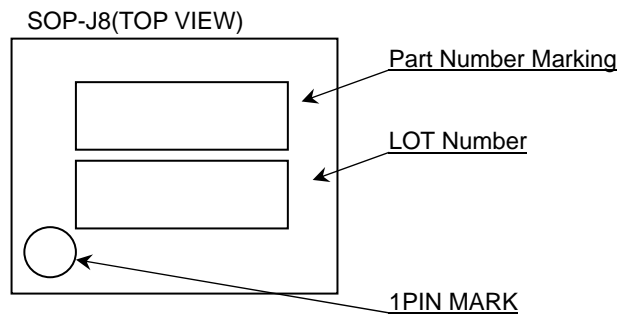 SOP-J8(TOP VIEW)
Part Number Marking
LOT Number
1PIN MARK